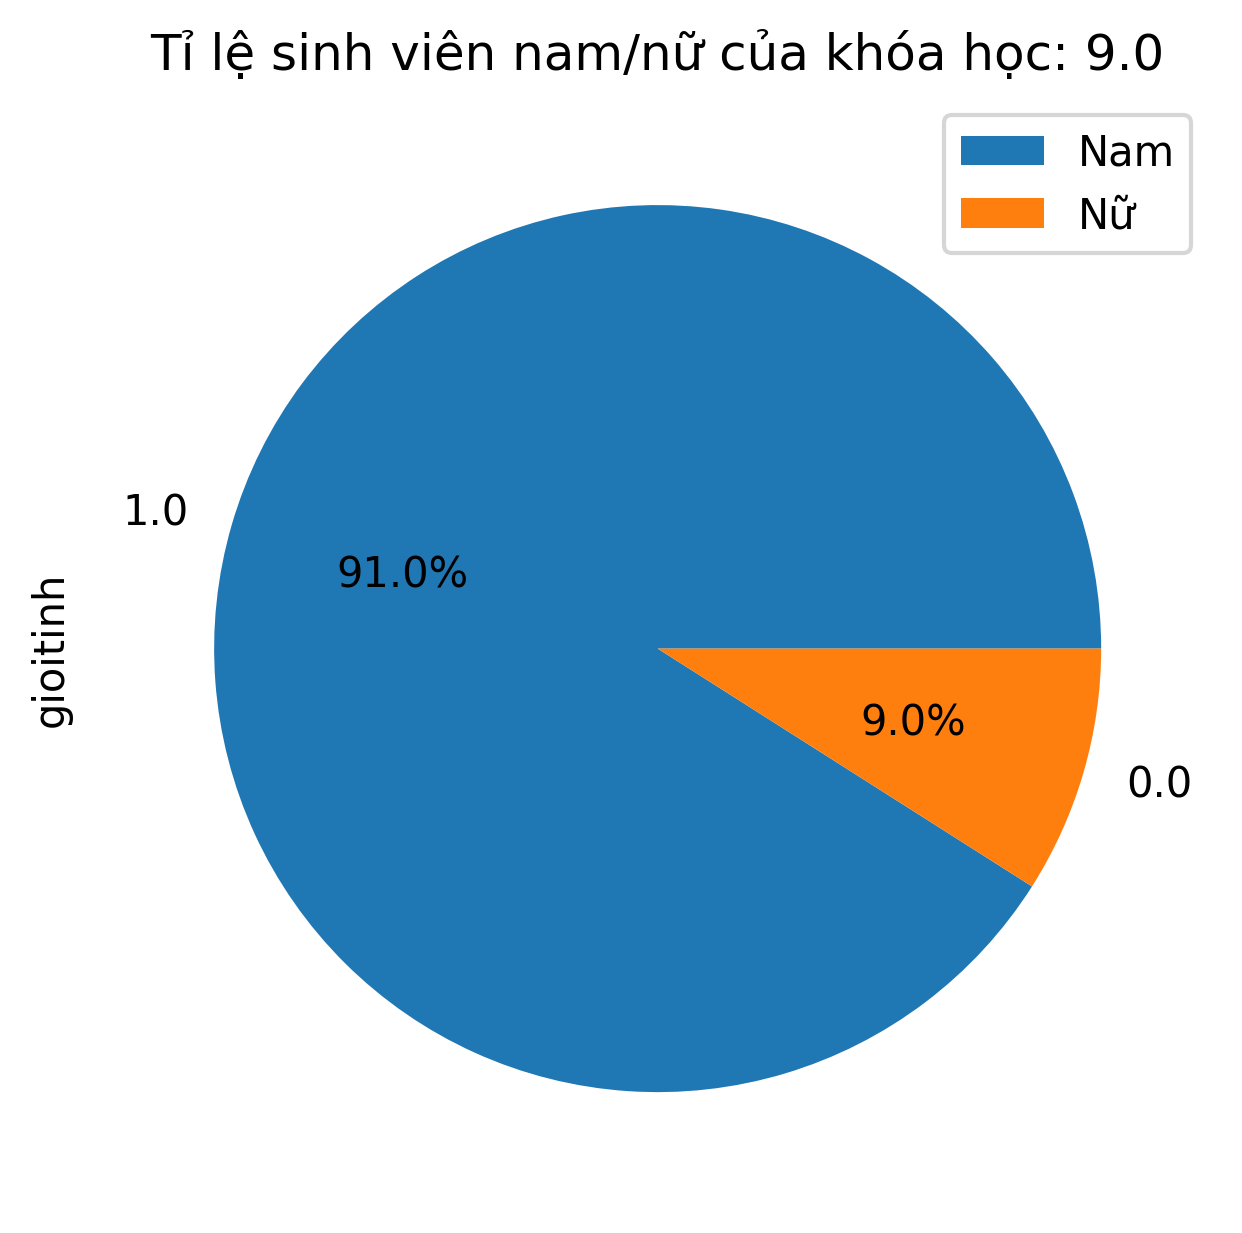 Tỉ lệ sinh viên nam/nữ của khóa học: 9.0
Nam
Nữ
1.0
91.0%
gioitinh
9.0%
0.0